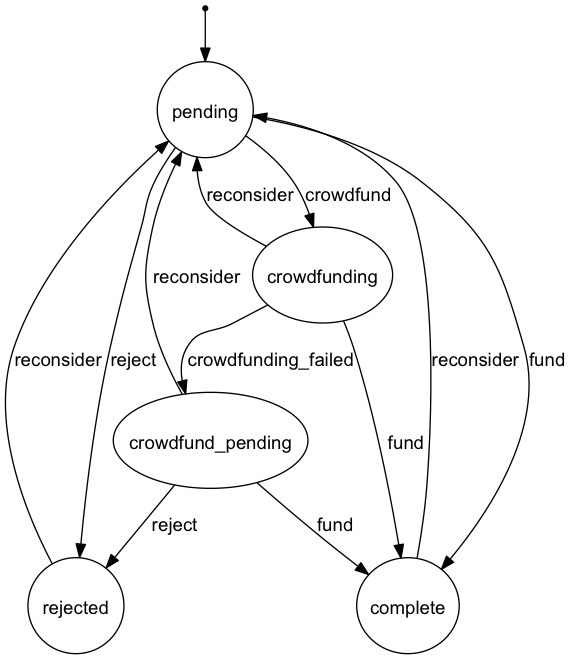 pending
reconsider
crowdfund
crowdfunding
reconsider
reconsider
reject
crowdfunding_failed
reconsider
fund
crowdfund_pending
fund
reject
fund
rejected
complete